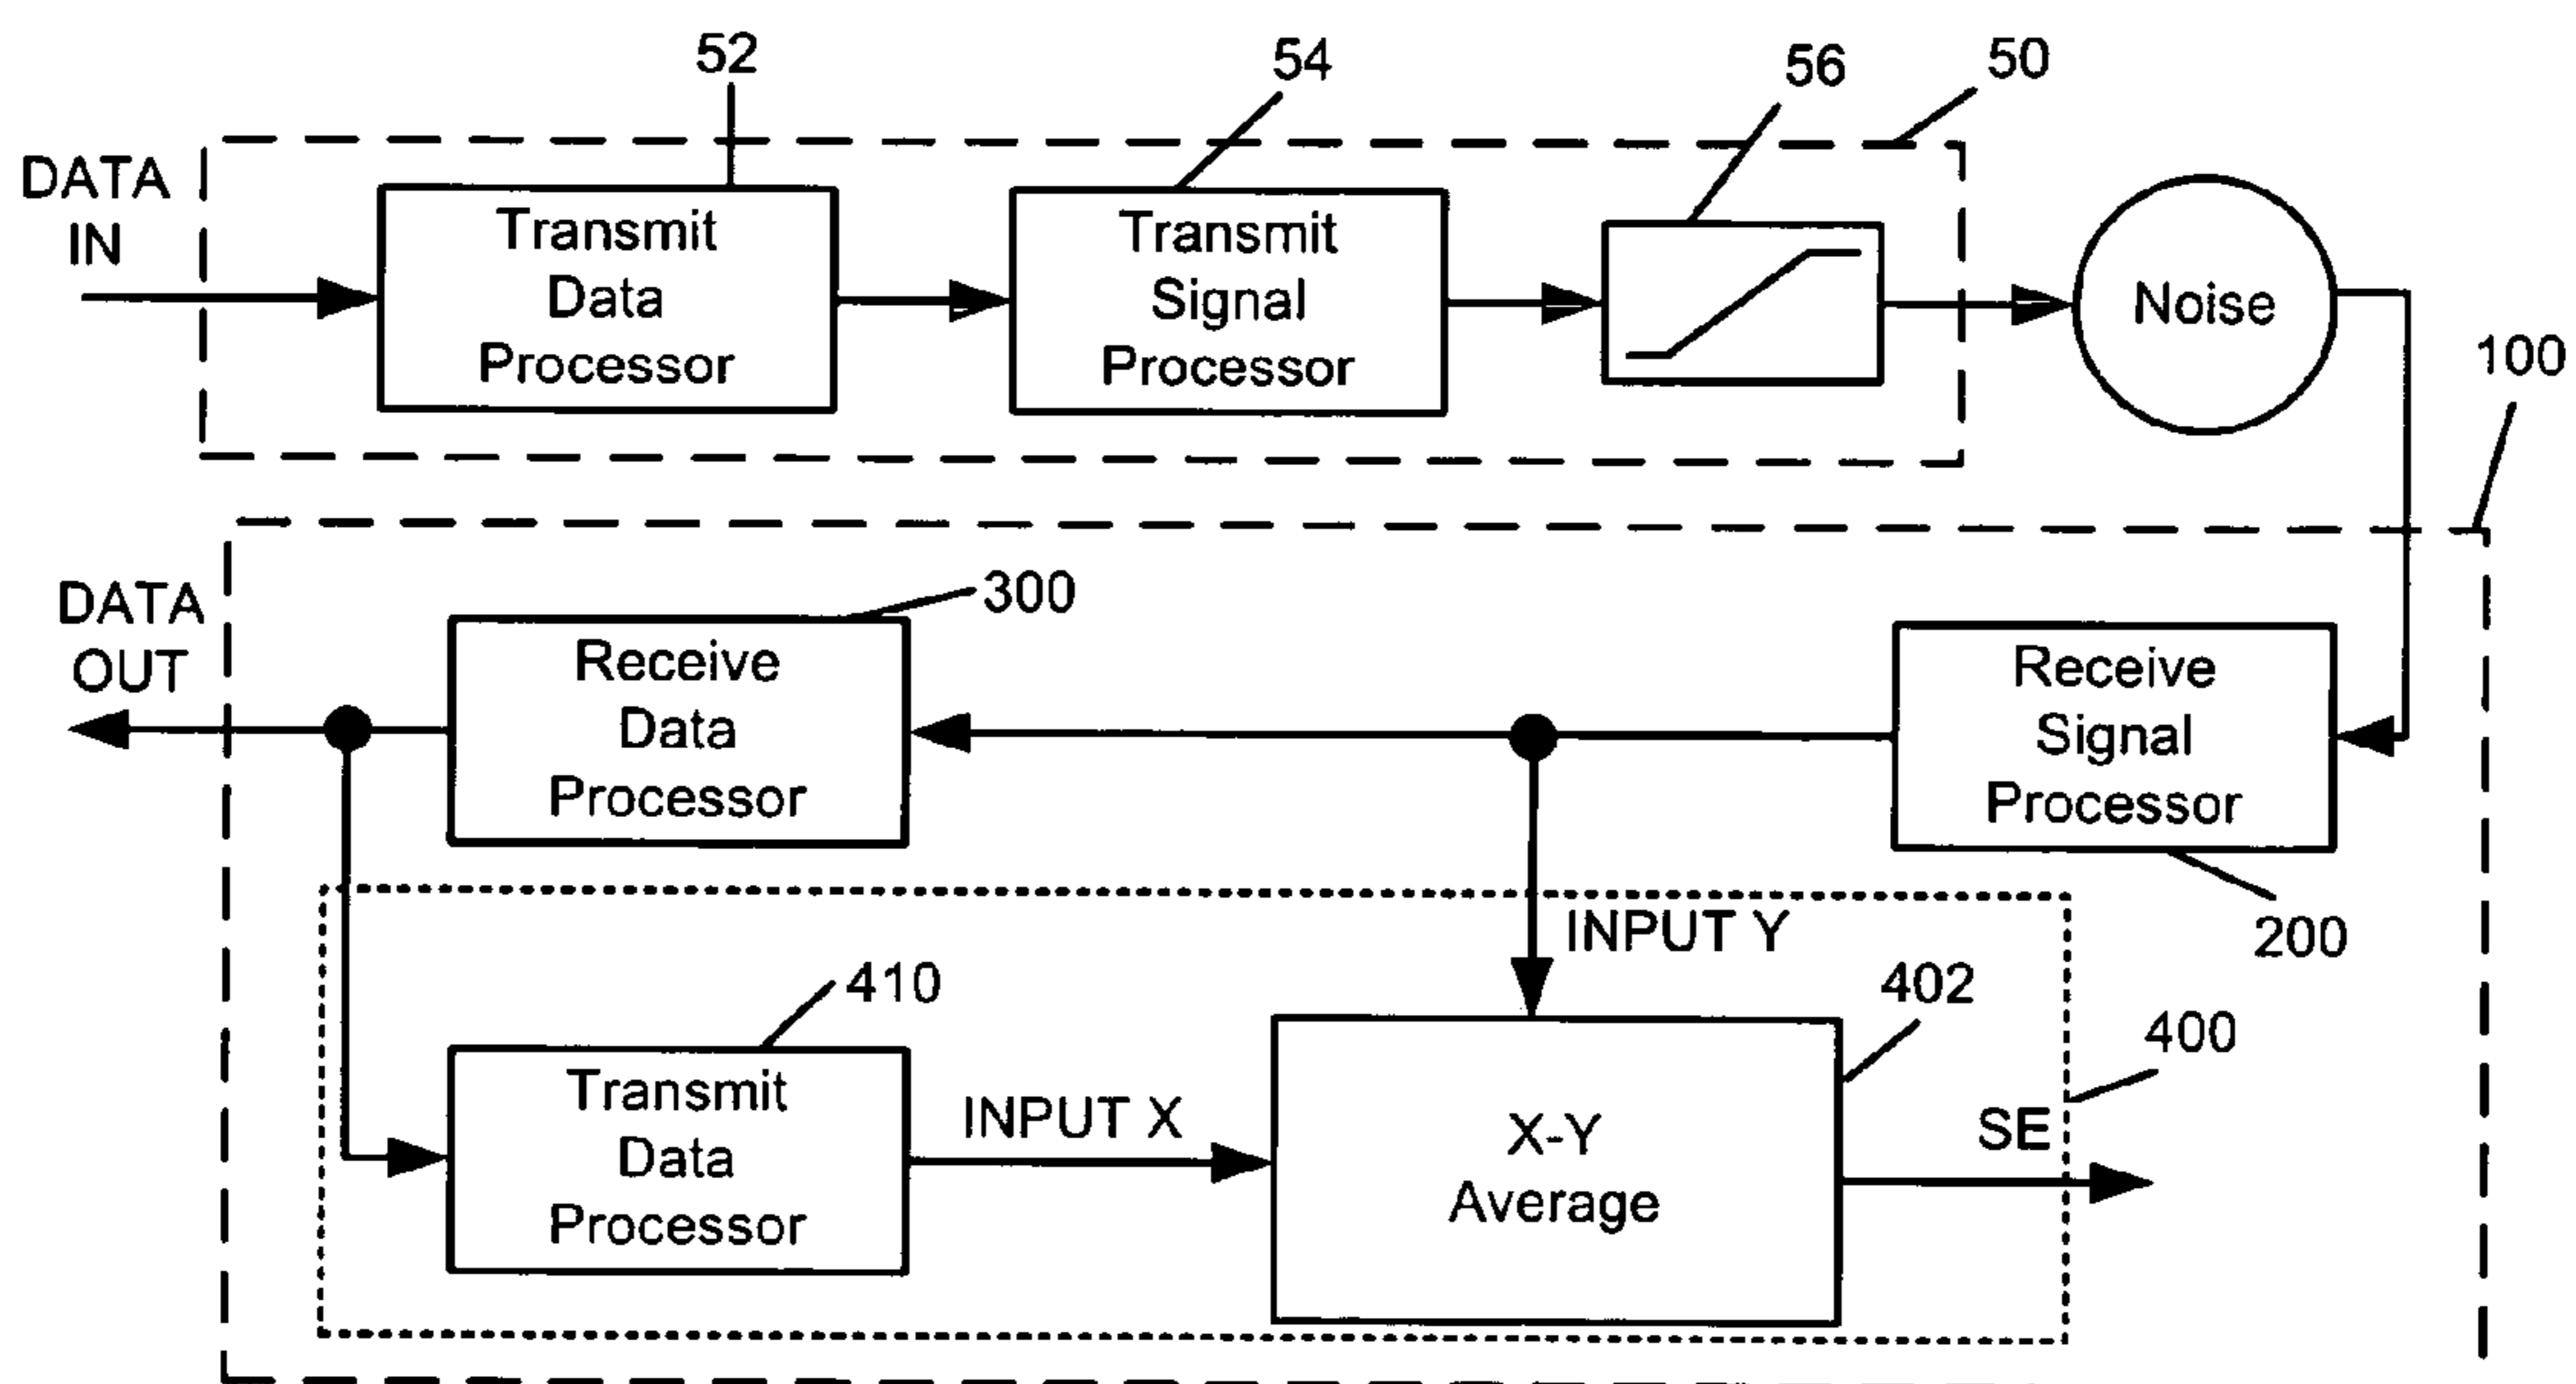 52
54
56
50
DATA
IN
Transmit
Data
Processor
Transmit
Signal
Processor
Noise
100
DATA
OUT
300
Receive
Data
Processor
Receive
Signal
Processor
200
INPUT Y
410
402
400
Transmit
Data
Processor
INPUT X
X-Y
Average
SE